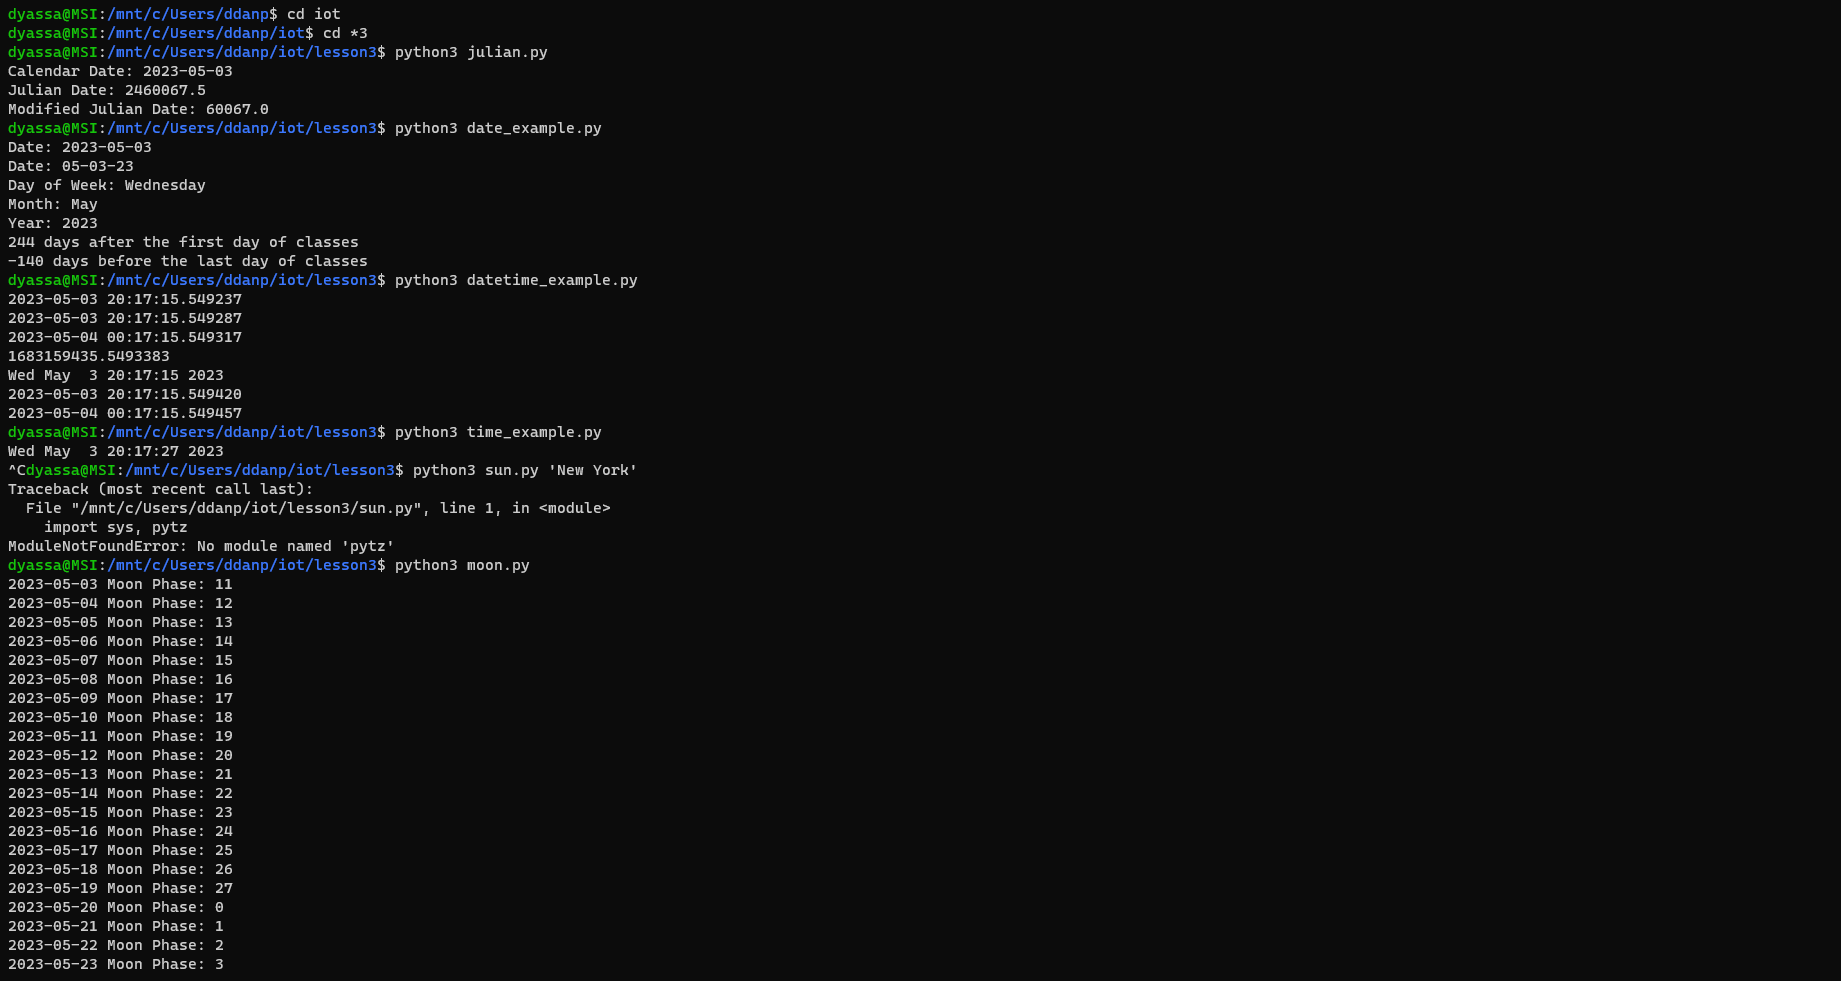 dyassa@MSI:/mnt/c/Users/ddanp$ cd iot
dyassa@MSI:/mnt/c/Users/ddanp/iot$ cd *3
dyassa@MSI:/mnt/c/Users/ddanp/iot/lesson3$ python3 julian.py
Calendar Date: 2023-05-03
Julian Date: 2460067.5
Modified Julian Date: 60067.0
dyassa@MSI:/mnt/c/Users/ddanp/iot/lesson3$ python3 date_example.py
Date: 2023-05-03
Date: 05-03-23
Day of Week: Wednesday
Month: May
Year: 2023
244 days after the first day of classes
-140 days before the last day of classes
dyassa@MSI:/mnt/c/Users/ddanp/iot/lesson3$ python3 datetime_example.py
2023-05-03 20:17:15.549237
2023-05-03 20:17:15.549287
2023-05-04 00:17:15.549317
1683159435.5493383
Wed May  3 20:17:15 2023
2023-05-03 20:17:15.549420
2023-05-04 00:17:15.549457
dyassa@MSI:/mnt/c/Users/ddanp/iot/lesson3$ python3 time_example.py
Wed May  3 20:17:27 2023
^Cdyassa@MSI:/mnt/c/Users/ddanp/iot/lesson3$ python3 sun.py 'New York'
Traceback (most recent call last):
  File "/mnt/c/Users/ddanp/iot/lesson3/sun.py", line 1, in <module>
    import sys, pytz
ModuleNotFoundError: No module named 'pytz'
dyassa@MSI:/mnt/c/Users/ddanp/iot/lesson3$ python3 moon.py
2023-05-03 Moon Phase: 11
2023-05-04 Moon Phase: 12
2023-05-05 Moon Phase: 13
2023-05-06 Moon Phase: 14
2023-05-07 Moon Phase: 15
2023-05-08 Moon Phase: 16
2023-05-09 Moon Phase: 17
2023-05-10 Moon Phase: 18
2023-05-11 Moon Phase: 19
2023-05-12 Moon Phase: 20
2023-05-13 Moon Phase: 21
2023-05-14 Moon Phase: 22
2023-05-15 Moon Phase: 23
2023-05-16 Moon Phase: 24
2023-05-17 Moon Phase: 25
2023-05-18 Moon Phase: 26
2023-05-19 Moon Phase: 27
2023-05-20 Moon Phase: 0
2023-05-21 Moon Phase: 1
2023-05-22 Moon Phase: 2
2023-05-23 Moon Phase: 3